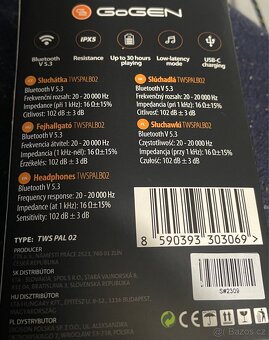 GoGEN
Bluetooth
V 5.3
IPX5
Resistance
Up to 30 hours
playing
Low-latency
mode
USB-C
charging
Sluchátka TWSPALB02
Bluetooth V 5.3
Frekvenční rozsah: 20 - 20 000 Hz
Impedance (při 1 kHz): 16 Ω±15%
Citlivost: 102 dB ± 3 dB
Slúchadlá TWSPALB02
Bluetooth V 5.3
Frekvenčný rozsah: 20 - 20 000 Hz
Impedancia (pri 1 kHz): 16 Ω±15%
Citlivosť: 102 dB ± 3 dB
Fejhallgató TWSPALB02
Bluetooth V 5.3
Frekvencia átvitel: 20 - 20 000 Hz
Impedancia (1 kHz-nél): 16 Ω ±15%
Érzékelés: 102 dB ± 3 dB
Słuchawki TWSPALB02
Bluetooth V 5.3
Częstotliwość: 20 - 20 000 Hz
Impedancja (przy 1 kHz): 16 Ω±15%
Czułość: 102 dB ± 3 dB
Headphones TWSPALB02
Bluetooth V 5.3
Frequency response: 20 - 20 000 Hz
Impedance (at 1 kHz): 16 Ω±15%
Sensitivity: 102 dB ± 3 dB
8 590393 303069
TYPE: TWS PAL 02
PRODUCER
SK DISTRIBUTOR
HU DISZTRIBUTOR
PL DYSTRYBUTOR
S#2309
CE